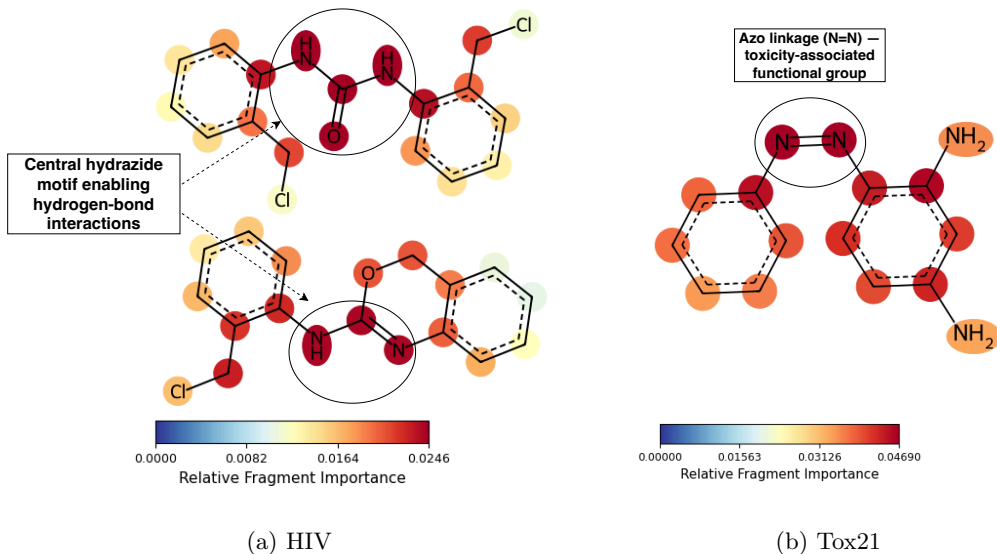 Cl
H
N
H
N
O
Cl
Central hydrazide
motif enabling
hydrogen-bond
interactions
O
N
H
N
Cl
0.0000 0.0082 0.0164 0.0246
Relative Fragment Importance
(a) HIV
Azo linkage (N=N) —
toxicity-associated
functional group
N N
NH2
NH2
0.00000 0.01563 0.03126 0.04690
Relative Fragment Importance
(b) Tox21